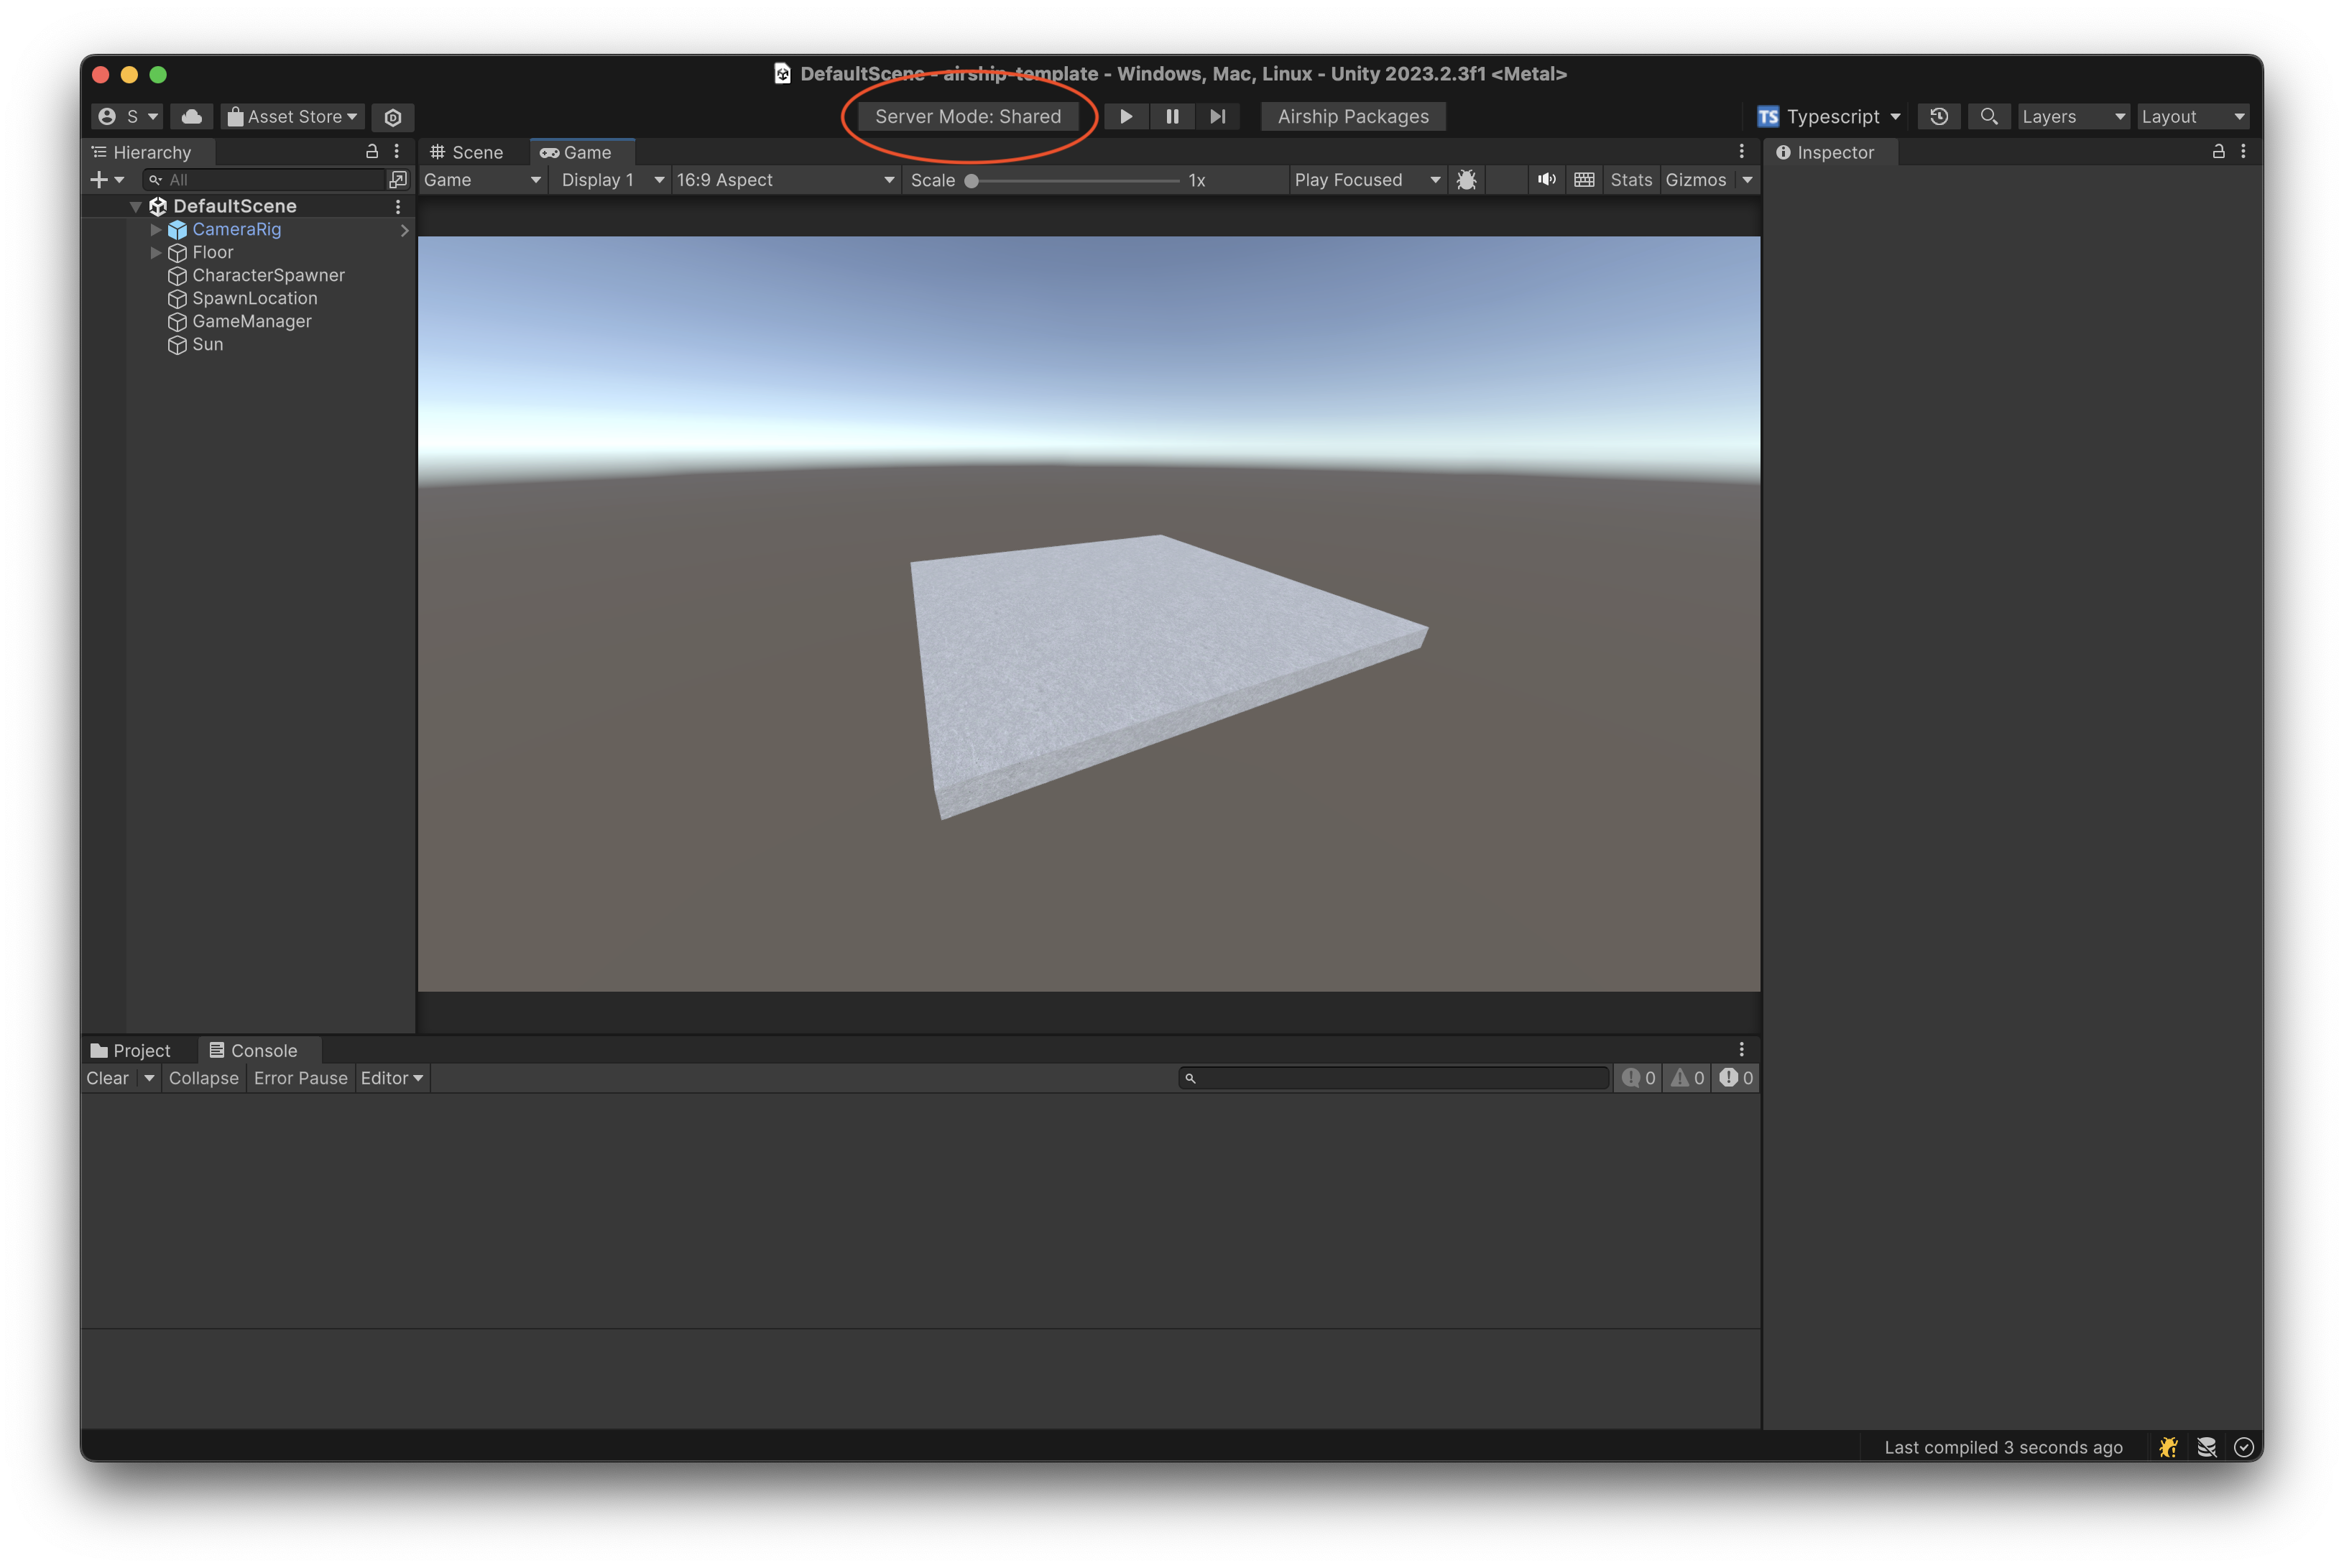 DefaultScene - airship-template - Windows, Mac, Linux - Unity 2023.2.3f1 <Metal>
S Asset Store Server Mode: Shared Airship Packages TS Typescript Layers Layout
Hierarchy Scene Game Inspector
All Game Display 1 16:9 Aspect Scale 1x Play Focused Stats Gizmos
DefaultScene
CameraRig
Floor
CharacterSpawner
SpawnLocation
GameManager
Sun
Project Console
Clear Collapse Error Pause Editor 0 0 0
Last compiled 3 seconds ago